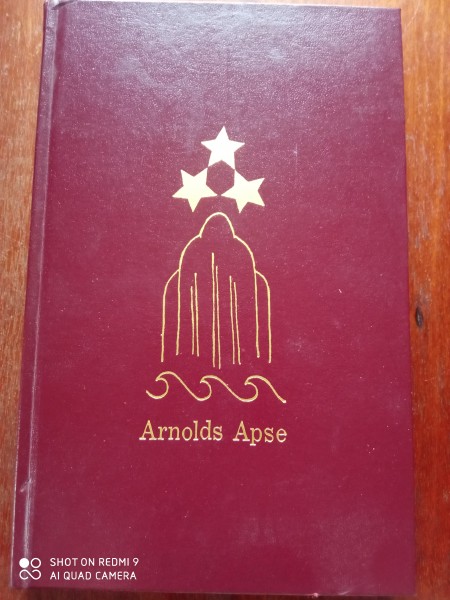 Arnolds Apse
SHOT ON REDMI 9
AI QUAD CAMERA